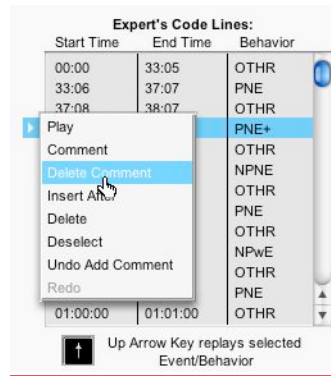 Expert's Code Lines:
Start Time End Time Behavior
00:00 33:05 OTHR
33:06 37:07 PNE
37:08 38:07 OTHR
Play PNE+
Comment OTHR
Delete Comment NPNE
Insert After OTHR
Delete PNE
Deselect OTHR
Undo Add Comment NPwE
Redo OTHR
PNE
01:00:00 01:01:00 OTHR
Up Arrow Key replays selected
Event/Behavior